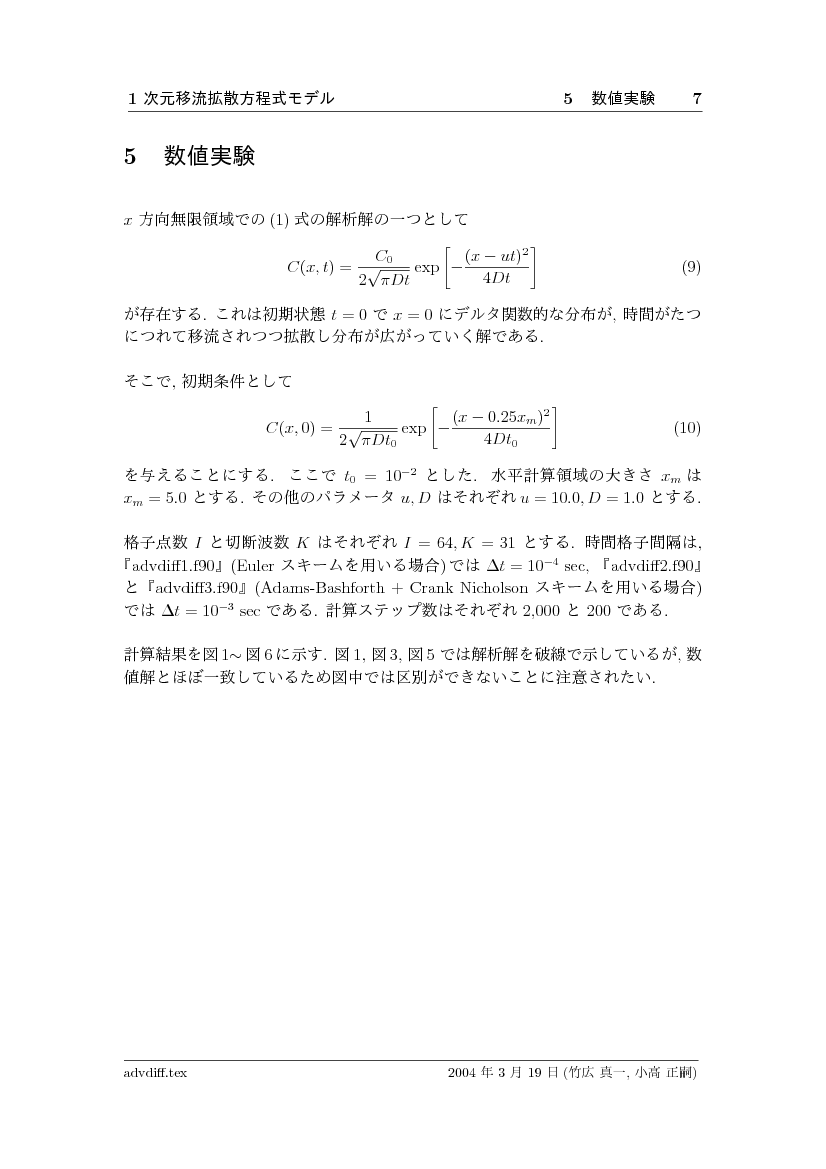 1 次元移流拡散方程式モデル 5 数値実験 7
5 数値実験
x 方向無限領域での (1) 式の解析解の一つとして
C(x, t) = \frac{C_0}{2\sqrt{\pi Dt}} \exp\left[-\frac{(x - ut)^2}{4Dt}\right] (9)
が存在する. これは初期状態 t = 0 で x = 0 にデルタ関数的な分布が, 時間がたつ
につれて移流されつつ拡散し分布が広がっていく解である.
そこで, 初期条件として
C(x, 0) = \frac{1}{2\sqrt{\pi Dt_0}} \exp\left[-\frac{(x - 0.25x_m)^2}{4Dt_0}\right] (10)
を与えることにする. ここで t₀ = 10⁻² とした. 水平計算領域の大きさ xₘ は
xₘ = 5.0 とする. その他のパラメータ u, D はそれぞれ u = 10.0, D = 1.0 とする.
格子点数 I と切断波数 K はそれぞれ I = 64, K = 31 とする. 時間格子間隔は,
『advdiff1.f90』(Euler スキームを用いる場合) では Δt = 10⁻⁴ sec, 『advdiff2.f90』
と『advdiff3.f90』(Adams-Bashforth + Crank Nicholson スキームを用いる場合)
では Δt = 10⁻³ sec である. 計算ステップ数はそれぞれ 2,000 と 200 である.
計算結果を図 1~ 図 6 に示す. 図 1, 図 3, 図 5 では解析解を破線で示しているが, 数
値解とほぼ一致しているため図中では区別ができないことに注意されたい.
advdiff.tex 2004 年 3 月 19 日 (竹広 真一, 小高 正嗣)